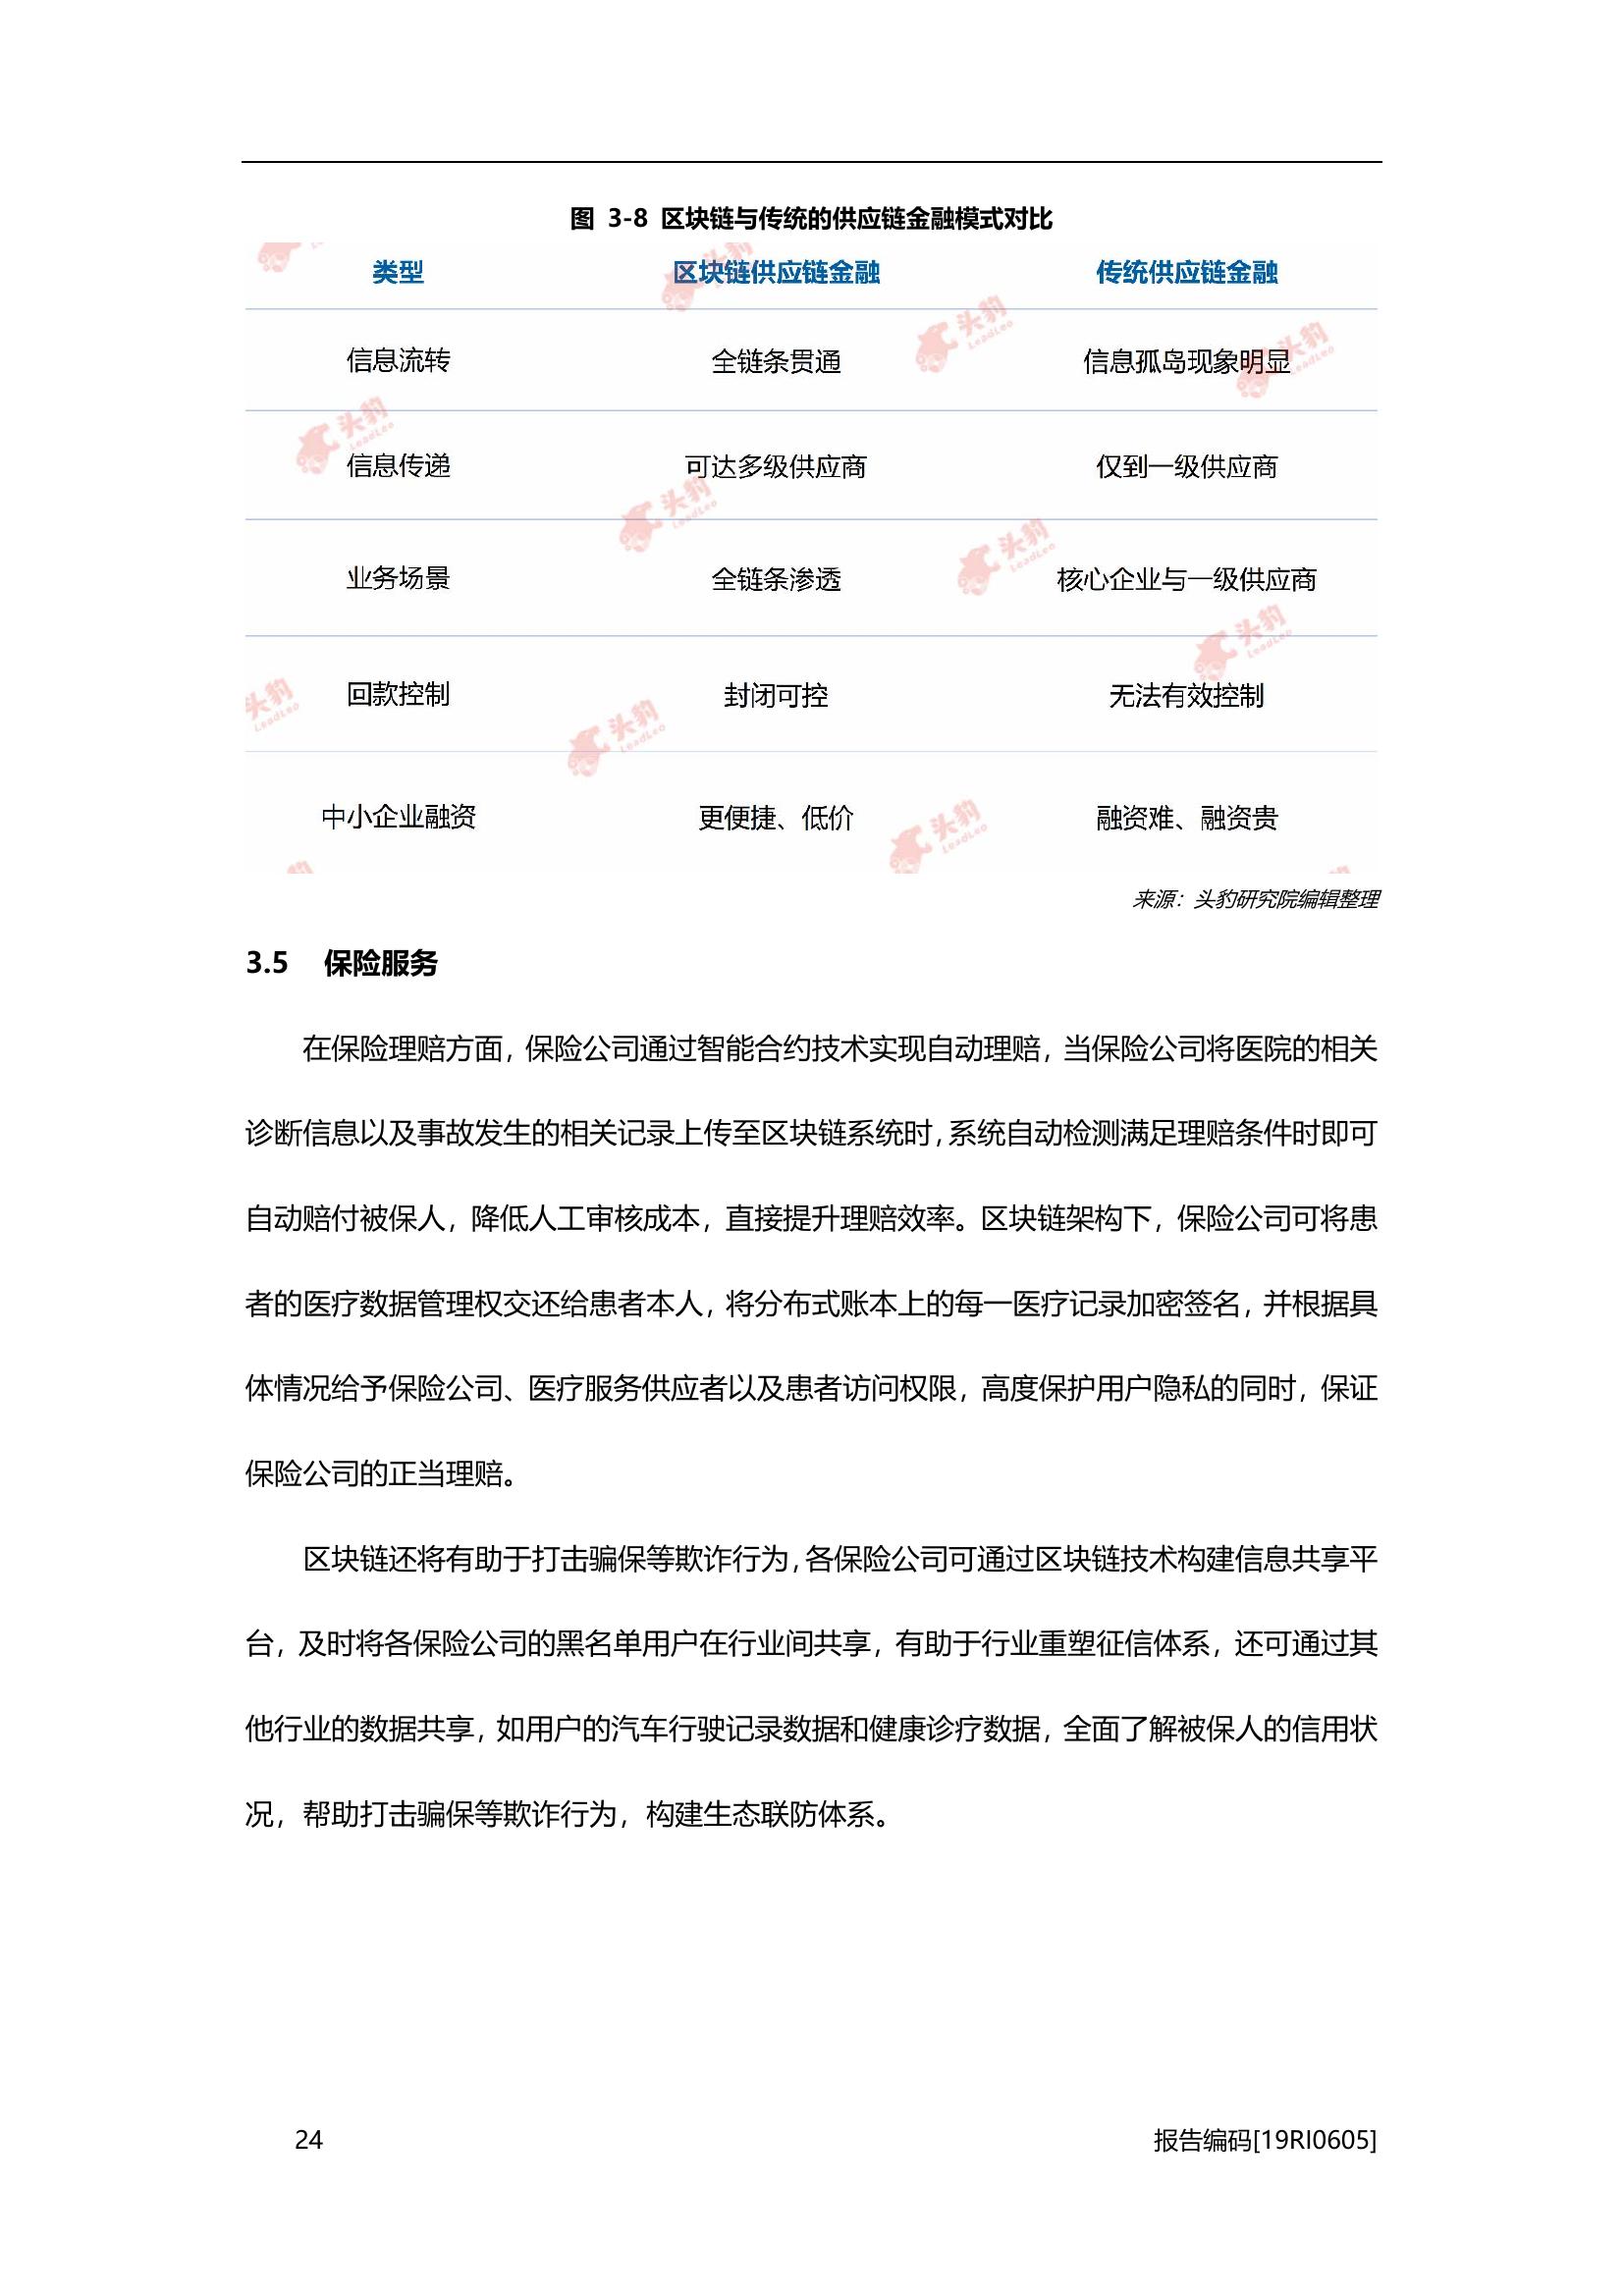 图 3-8 区块链与传统的供应链金融模式对比
类型 区块链供应链金融 传统供应链金融
信息流转 全链条贯通 信息孤岛现象明显
信息传递 可达多级供应商 仅到一级供应商
业务场景 全链条渗透 核心企业与一级供应商
回款控制 封闭可控 无法有效控制
中小企业融资 更便捷、低价 融资难、融资贵
头豹 LeadLeo
来源：头豹研究院编辑整理
3.5 保险服务
在保险理赔方面，保险公司通过智能合约技术实现自动理赔，当保险公司将医院的相关
诊断信息以及事故发生的相关记录上传至区块链系统时，系统自动检测满足理赔条件时即可
自动赔付被保人，降低人工审核成本，直接提升理赔效率。区块链架构下，保险公司可将患
者的医疗数据管理权交还给患者本人，将分布式账本上的每一医疗记录加密签名，并根据具
体情况给予保险公司、医疗服务供应者以及患者访问权限，高度保护用户隐私的同时，保证
保险公司的正当理赔。
区块链还将有助于打击骗保等欺诈行为，各保险公司可通过区块链技术构建信息共享平
台，及时将各保险公司的黑名单用户在行业间共享，有助于行业重塑征信体系，还可通过其
他行业的数据共享，如用户的汽车行驶记录数据和健康诊疗数据，全面了解被保人的信用状
况，帮助打击骗保等欺诈行为，构建生态联防体系。
24 报告编码[19RI0605]